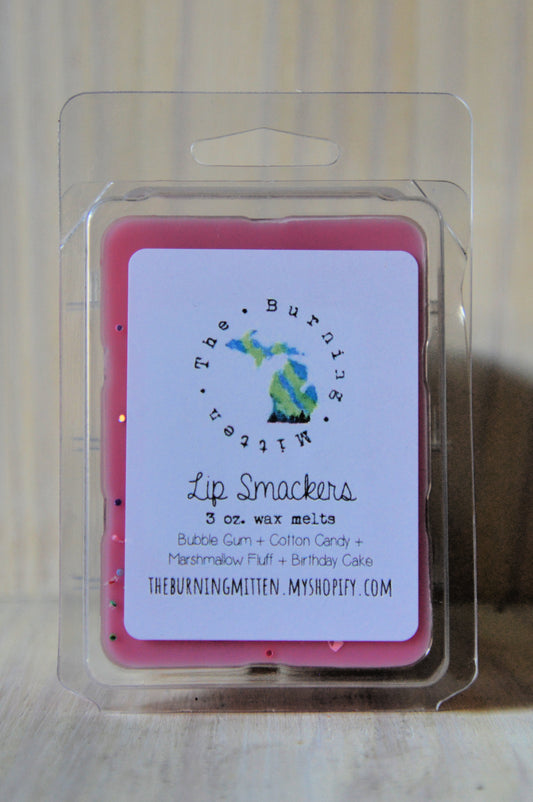 The • Burning • Mitten •
Lip Smackers
3 oz. wax melts
Bubble Gum + Cotton Candy +
Marshmallow Fluff + Birthday Cake
THEBURNINGMITTEN.MYSHOPIFY.COM